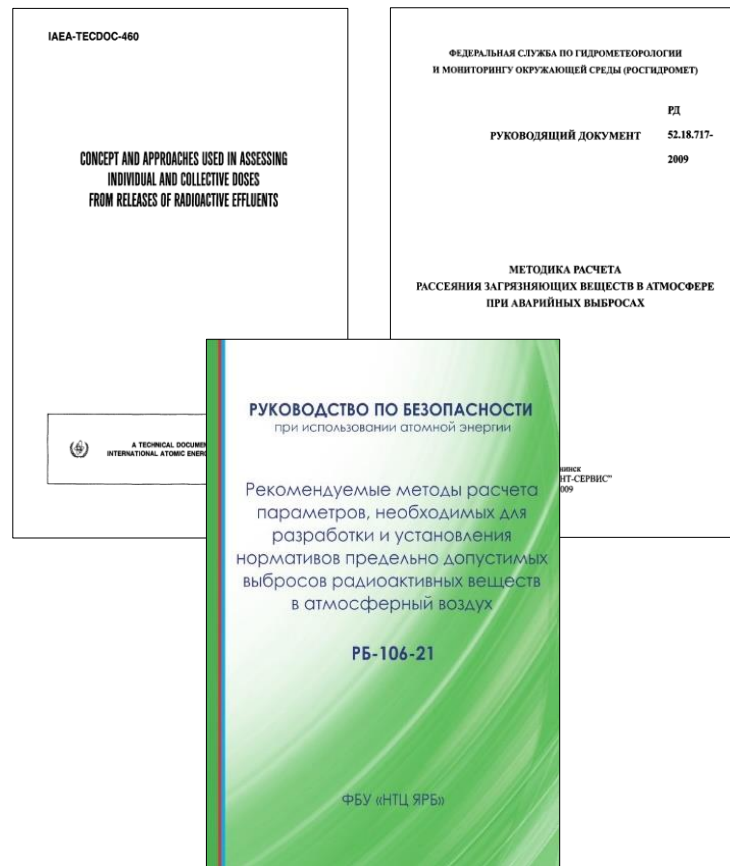 IAEA-TECDOC-460
CONCEPT AND APPROACHES USED IN ASSESSING
INDIVIDUAL AND COLLECTIVE DOSES
FROM RELEASES OF RADIOACTIVE EFFLUENTS
A TECHNICAL
INTERNATIONAL ATOMIC
ФЕДЕРАЛЬНАЯ СЛУЖБА ПО ГИДРОМЕТЕОРОЛОГИИ
И МОНИТОРИНГУ ОКРУЖАЮЩЕЙ СРЕДЫ (РОСГИДРОМЕТ)
РД
РУКОВОДЯЩИЙ ДОКУМЕНТ 52.18.717-
2009
МЕТОДИКА РАСЧЕТА
РАССЕЯНИЯ ЗАГРЯЗНЯЮЩИХ ВЕЩЕСТВ В АТМОСФЕРЕ
ПРИ АВАРИЙНЫХ ВЫБРОСАХ
РУКОВОДСТВО ПО БЕЗОПАСНОСТИ
при использовании атомной энергии
Рекомендуемые методы расчета
параметров, необходимых для
разработки и установления
нормативов предельно допустимых
выбросов радиоактивных веществ
в атмосферный воздух
РБ-106-21
ФБУ «НТЦ ЯРБ»